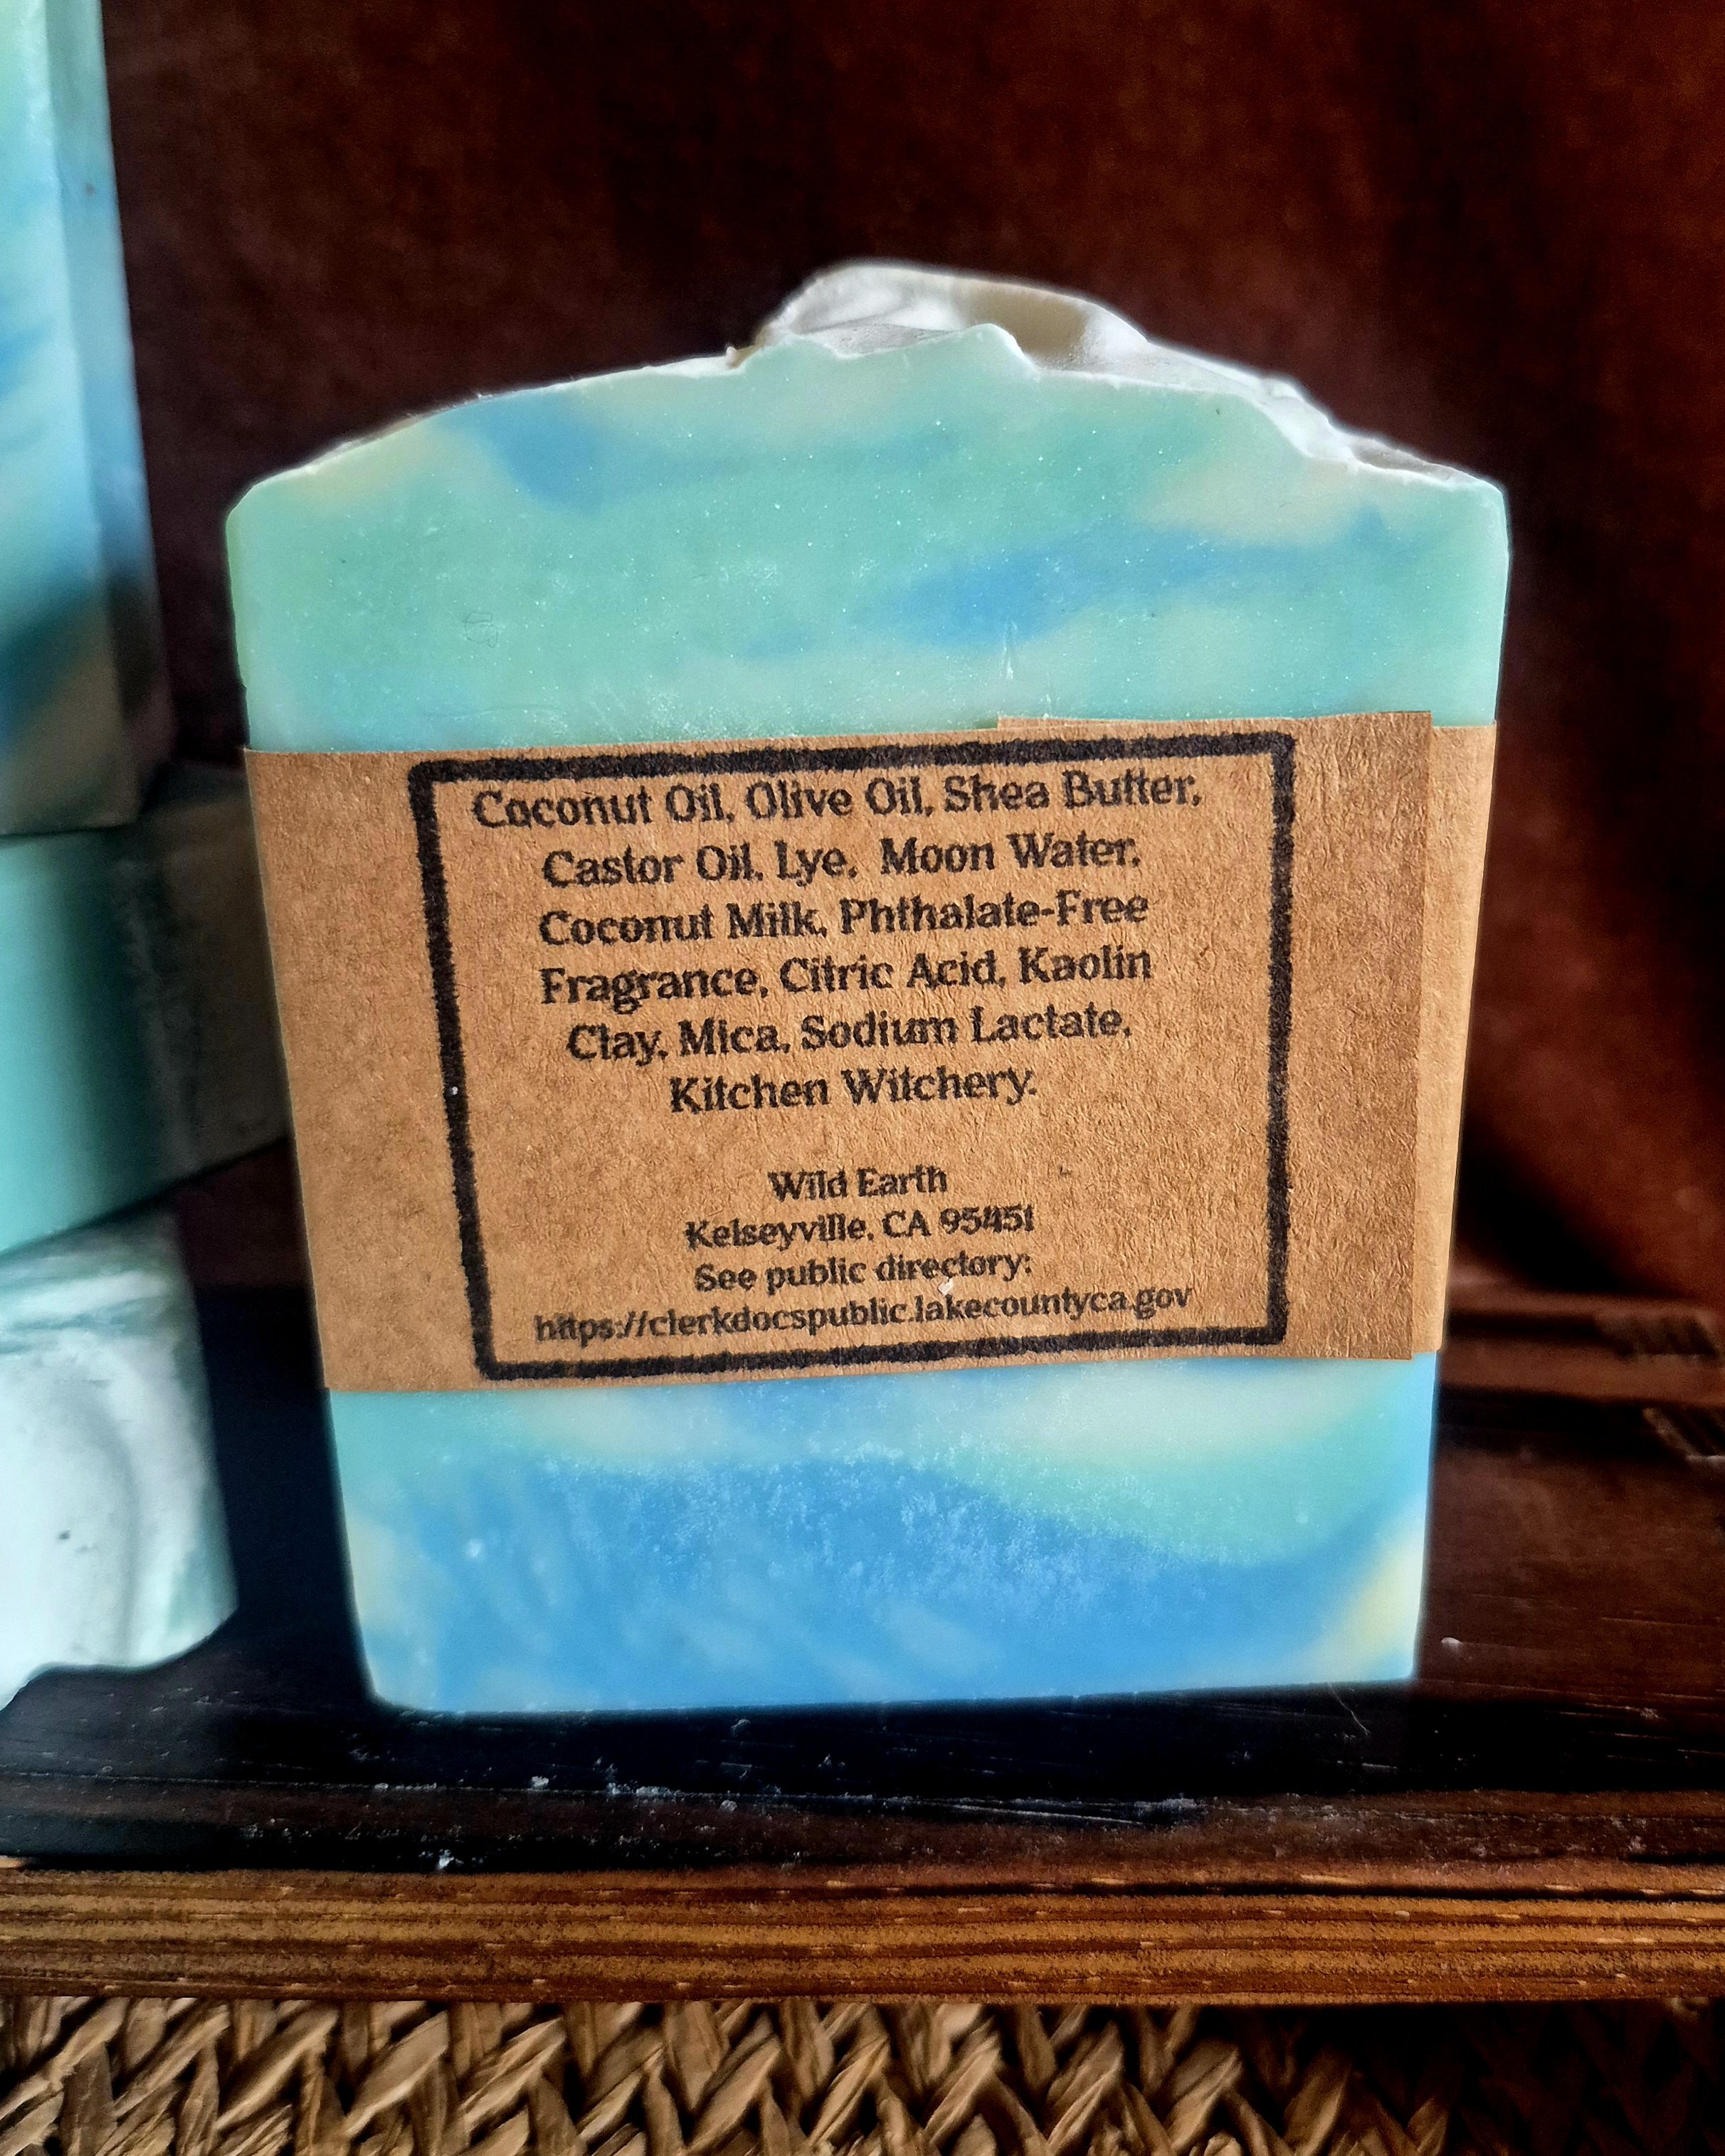 Coconut Oil, Olive Oil, Shea Butter,
Castor Oil, Lye, Moon Water,
Coconut Milk, Phthalate-Free
Fragrance, Citric Acid, Kaolin
Clay, Mica, Sodium Lactate,
Kitchen Witchery.
Wild Earth
Kelseyville, CA 95451
See public directory:
https://clerkdocspublic.lakecountyca.gov